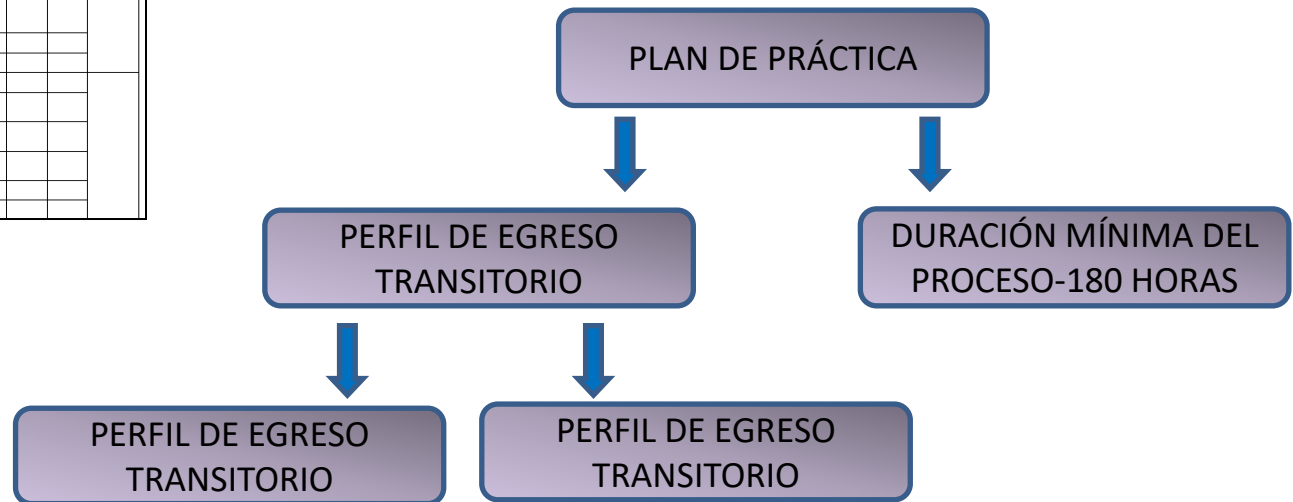 PLAN DE PRÁCTICA
PERFIL DE EGRESO
TRANSITORIO
DURACIÓN MÍNIMA DEL
PROCESO-180 HORAS
PERFIL DE EGRESO
TRANSITORIO
PERFIL DE EGRESO
TRANSITORIO